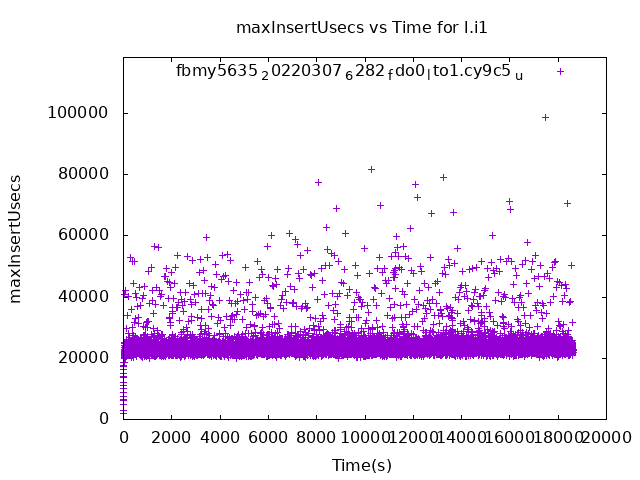 maxInsertUsecs vs Time for l.i1
fbmy5635₂0220307₆282_fdo0_lto1.cy9c5_u
100000
80000
60000
40000
20000
0
maxInsertUsecs
0 2000 4000 6000 8000 10000 12000 14000 16000 18000 20000
Time(s)